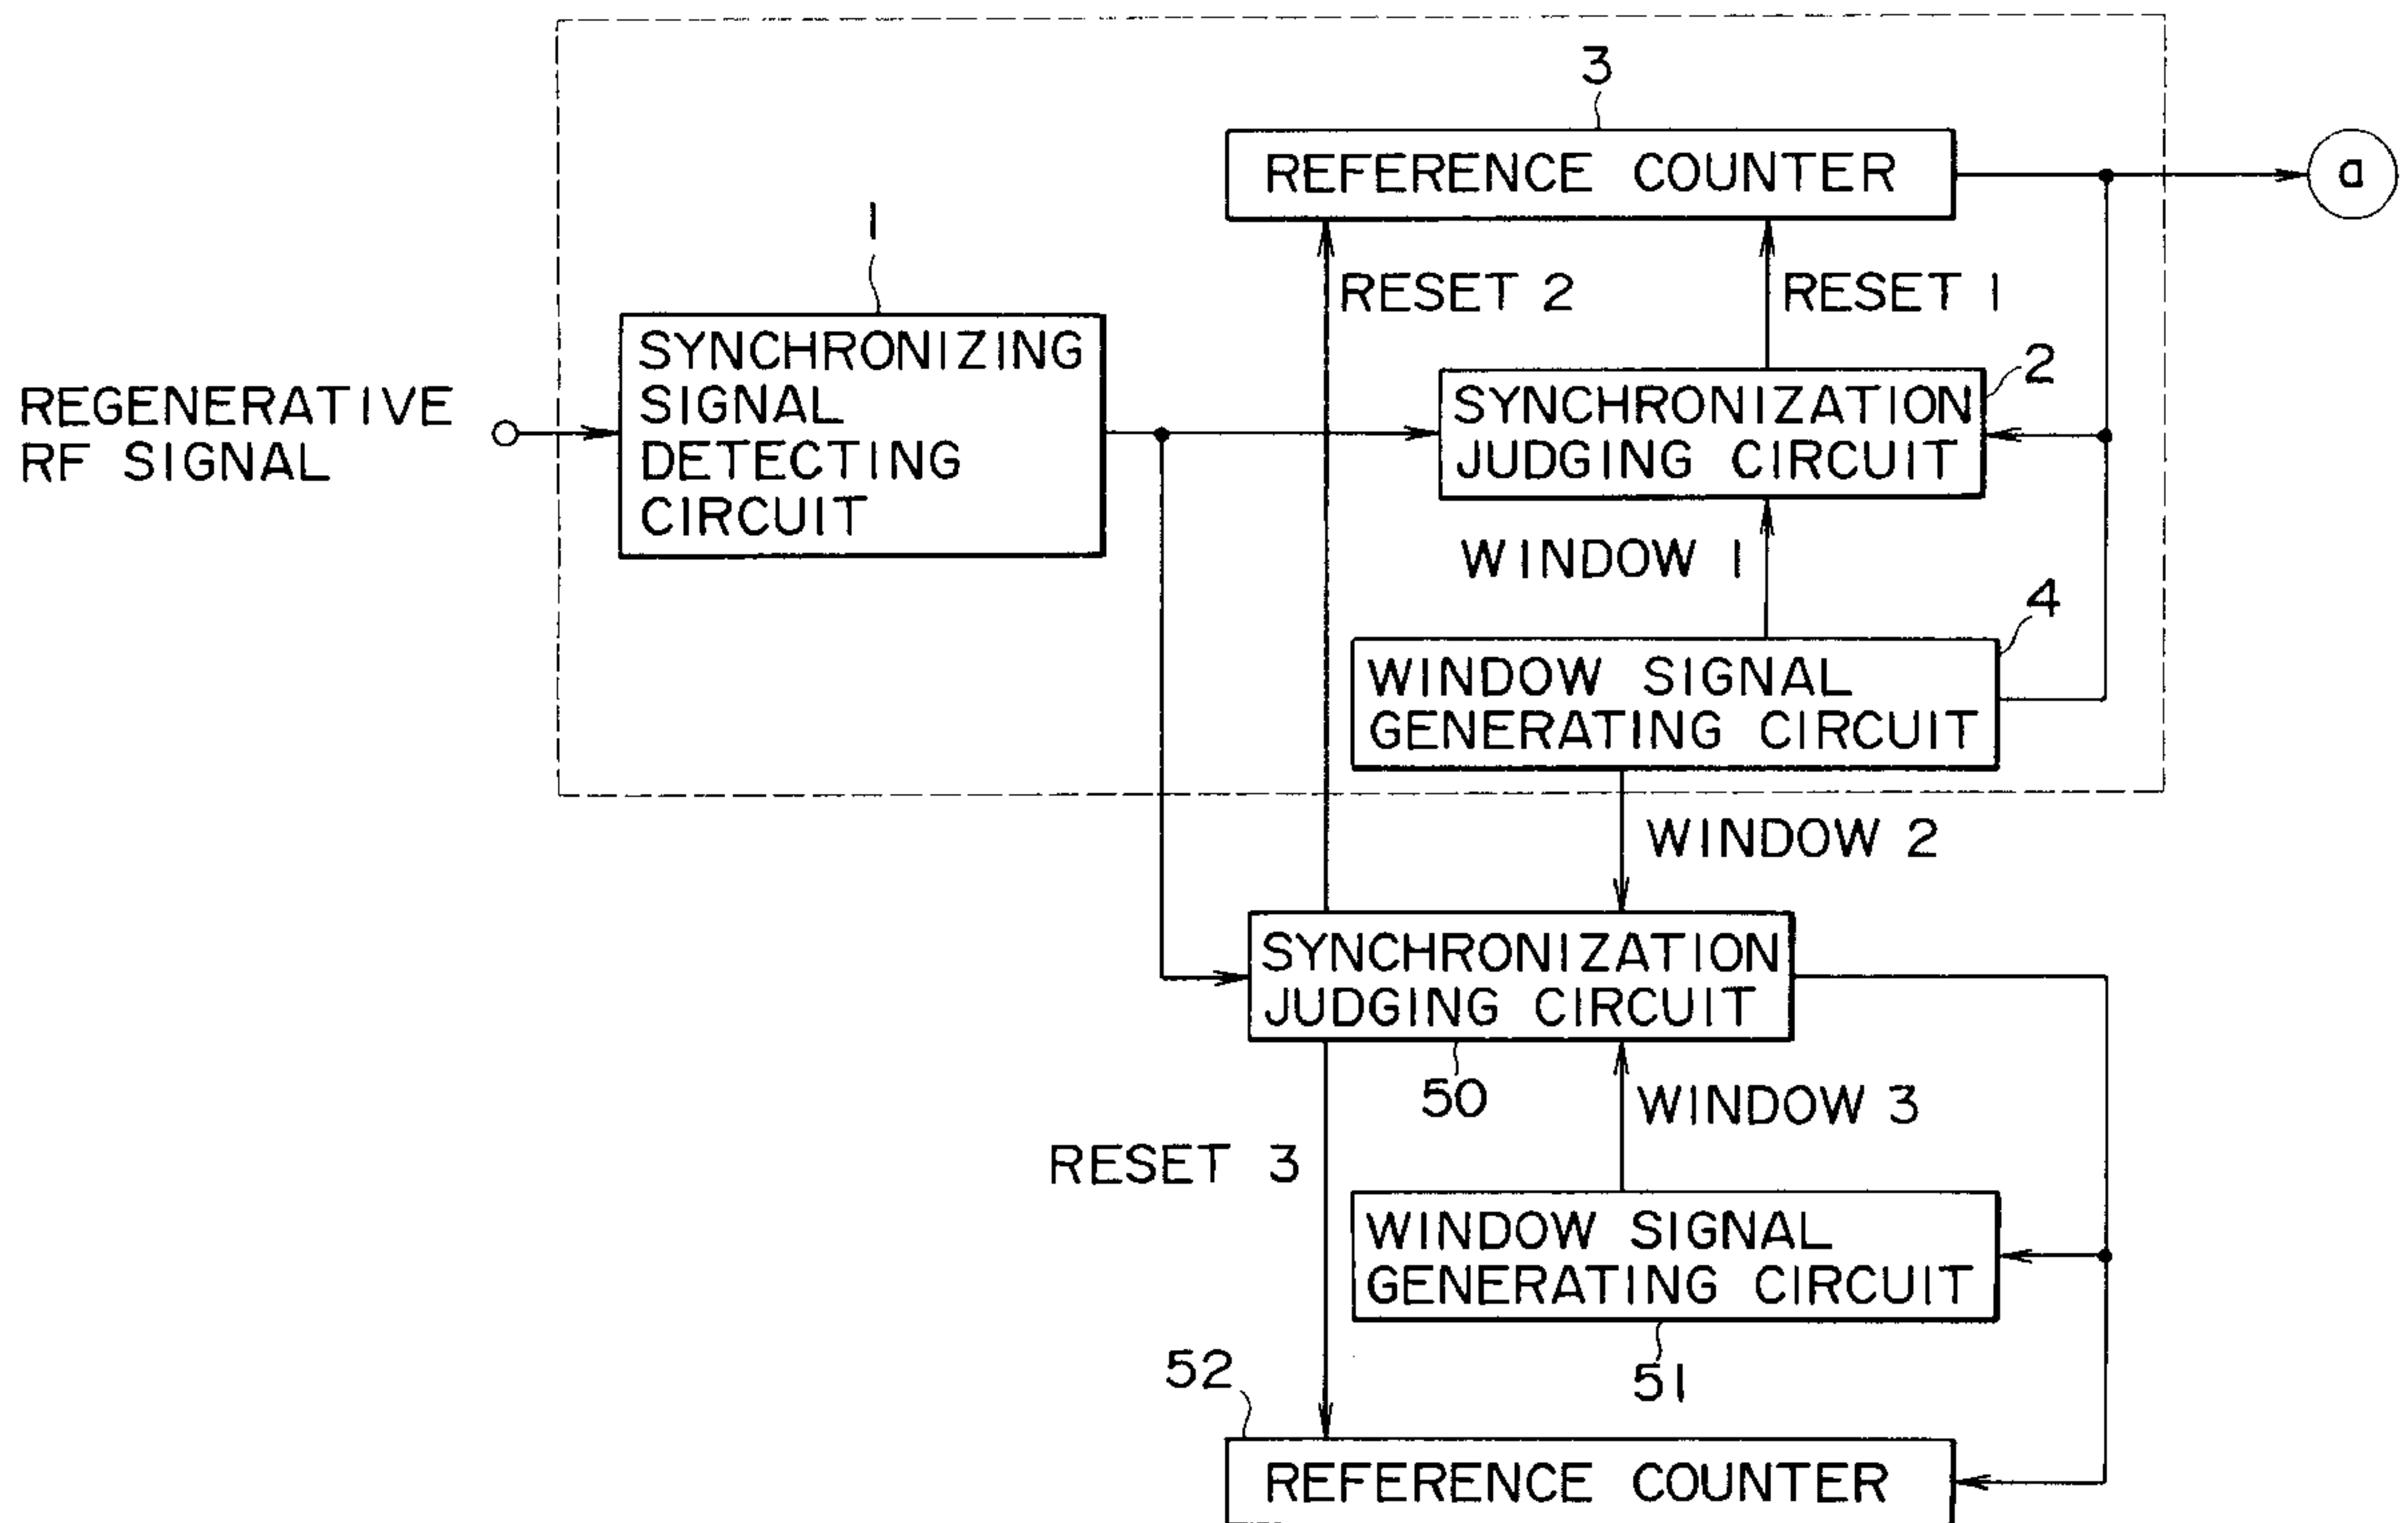 3
REFERENCE COUNTER
a
1
RESET 2
RESET 1
SYNCHRONIZING
SIGNAL
DETECTING
CIRCUIT
REGENERATIVE
RF SIGNAL
2
SYNCHRONIZATION
JUDGING CIRCUIT
WINDOW 1
4
WINDOW SIGNAL
GENERATING CIRCUIT
WINDOW 2
SYNCHRONIZATION
JUDGING CIRCUIT
50
WINDOW 3
RESET 3
WINDOW SIGNAL
GENERATING CIRCUIT
51
52
REFERENCE COUNTER